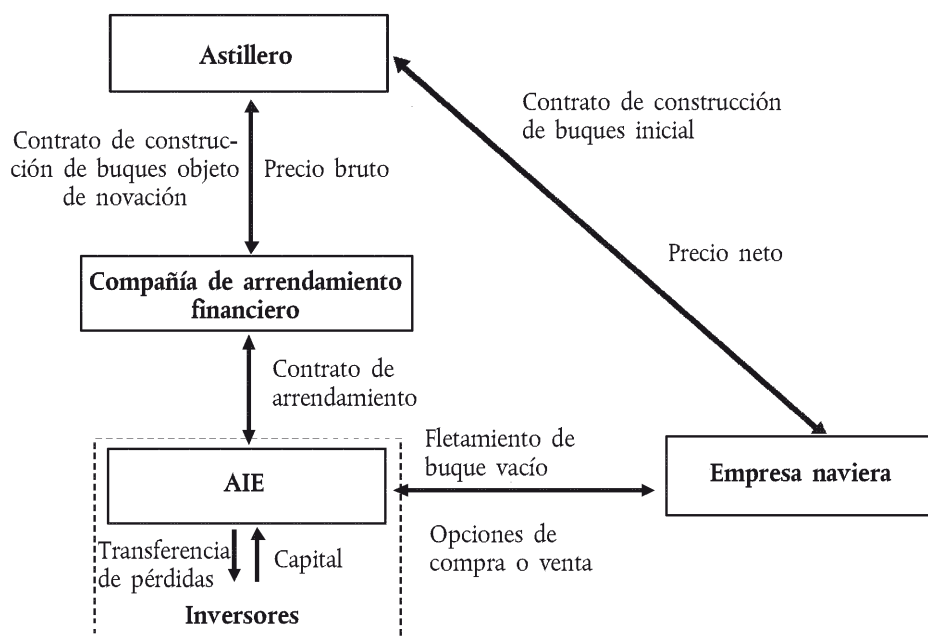 Astillero
Contrato de construcción
de buques inicial
Contrato de construc-
ción de buques objeto
de novación
Precio bruto
Precio neto
Compañía de arrendamiento
financiero
Contrato de
arrendamiento
Fletamiento de
buque vacío
AIE
Empresa naviera
Opciones de
compra o venta
Transferencia
de pérdidas
Capital
Inversores